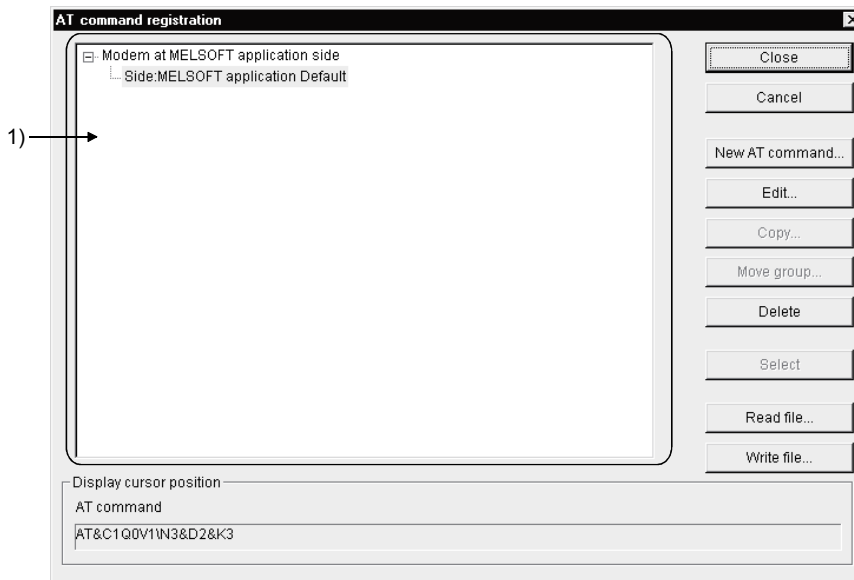 AT command registration
Modem at MELSOFT application side
Side:MELSOFT application Default
1)
Close
Cancel
New AT command...
Edit...
Copy...
Move group...
Delete
Select
Read file...
Write file...
Display cursor position
AT command
AT&C1Q0V1\N3&D2&K3